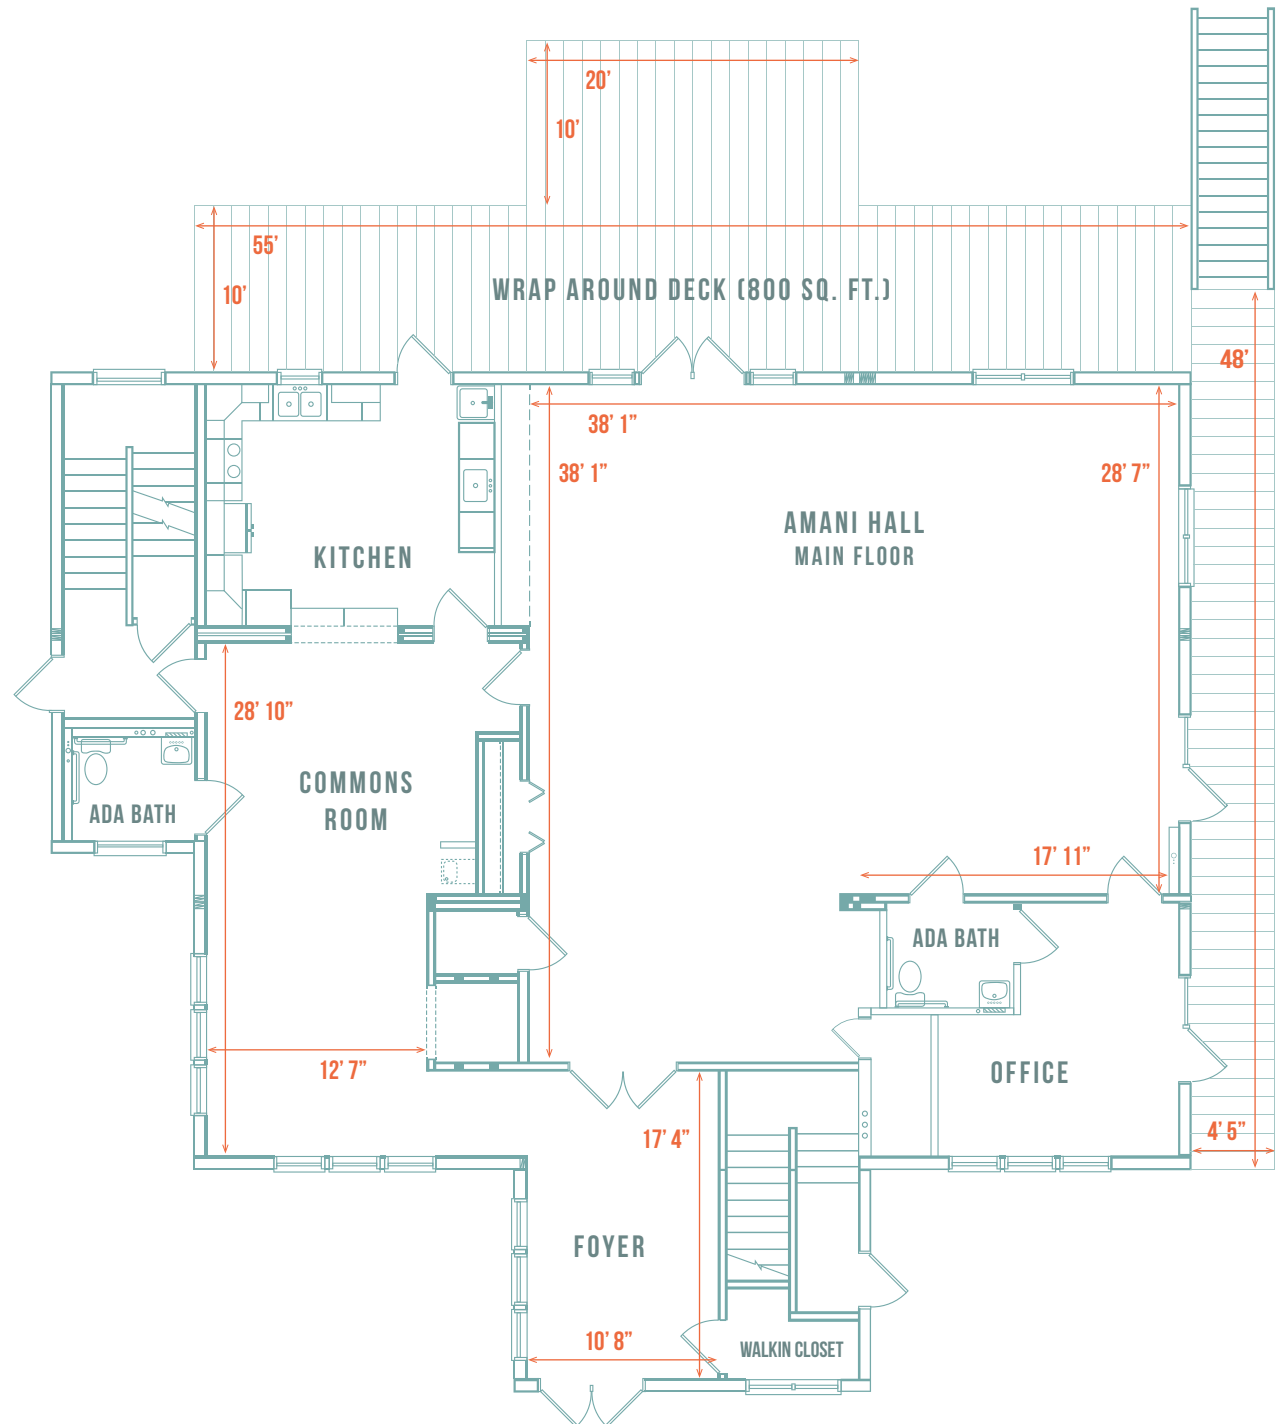 20’
10’
55’
10’
WRAP AROUND DECK (800 SQ. FT.)
48’
38’ 1”
38’ 1”
28’ 7”
AMANI HALL
MAIN FLOOR
KITCHEN
28’ 10”
COMMONS
ROOM
ADA BATH
17’ 11”
ADA BATH
12’ 7”
OFFICE
17’ 4”
4’ 5”
FOYER
10’ 8”
WALKIN CLOSET